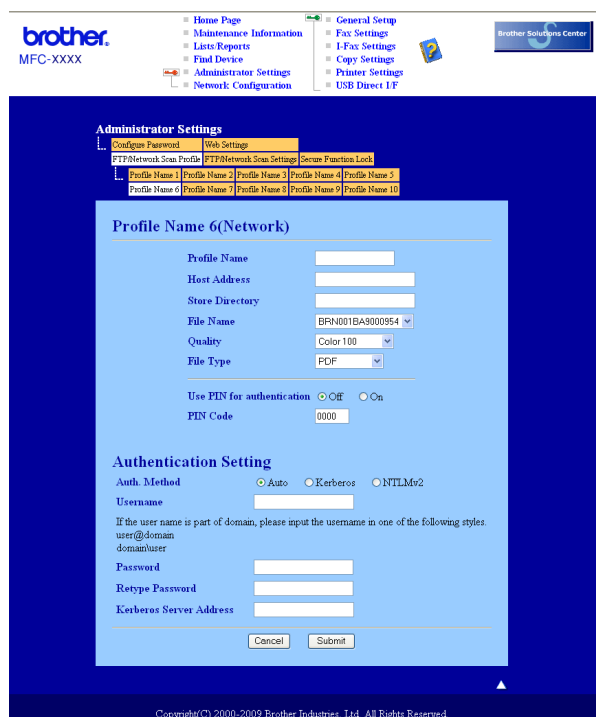 brother.
MFC-XXXX
Home Page
Maintenance Information
Lists/Reports
Find Device
Administrator Settings
Network Configuration
General Setup
Fax Settings
I-Fax Settings
Copy Settings
Printer Settings
USB Direct I/F
Brother Solutions Center
Administrator Settings
Configure Password Web Settings
FTP/Network Scan Profile FTP/Network Scan Settings Secure Function Lock
Profile Name 1 Profile Name 2 Profile Name 3 Profile Name 4 Profile Name 5
Profile Name 6 Profile Name 7 Profile Name 8 Profile Name 9 Profile Name 10
Profile Name 6(Network)
Profile Name
Host Address
Store Directory
File Name BRN001BA9000954
Quality Color 100
File Type PDF
Use PIN for authentication Off On
PIN Code 0000
Authentication Setting
Auth. Method Auto Kerberos NTLMv2
Username
If the user name is part of domain, please input the username in one of the following styles.
user@domain
domain\user
Password
Retype Password
Kerberos Server Address
Cancel Submit
Copyright(C) 2000-2009 Brother Industries, Ltd. All Rights Reserved.